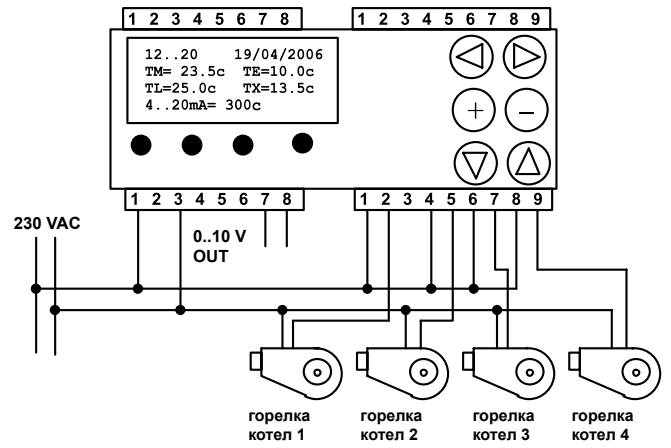 1 2 3 4 5 6 7 8
1 2 3 4 5 6 7 8 9
12..20 19/04/2006
TM= 23.5c TE=10.0c
TL=25.0c TX=13.5c
4..20mA= 300c
+ −
1 2 3 4 5 6 7 8
1 2 3 4 5 6 7 8 9
230 VAC
0..10 V
OUT
горелка
котел 1
горелка
котел 2
горелка
котел 3
горелка
котел 4